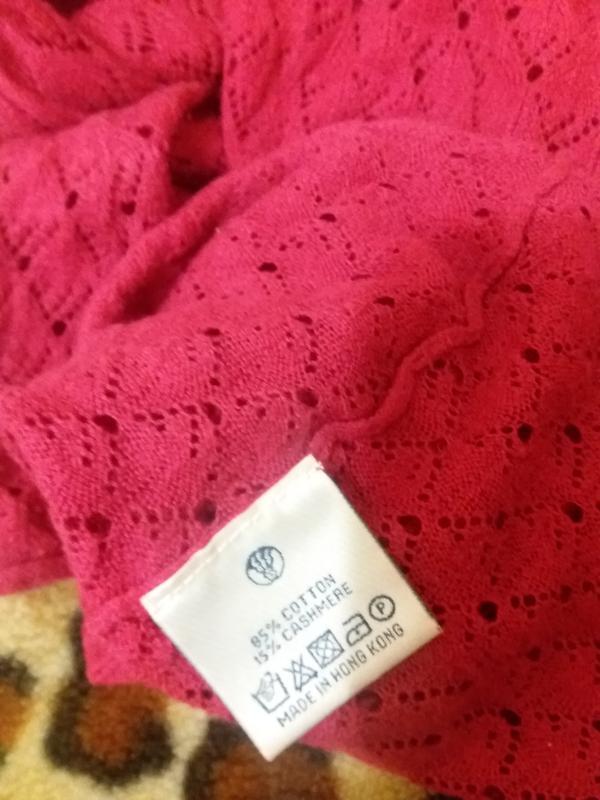 85% COTTON
15% CASHMERE
P
MADE IN HONG KONG